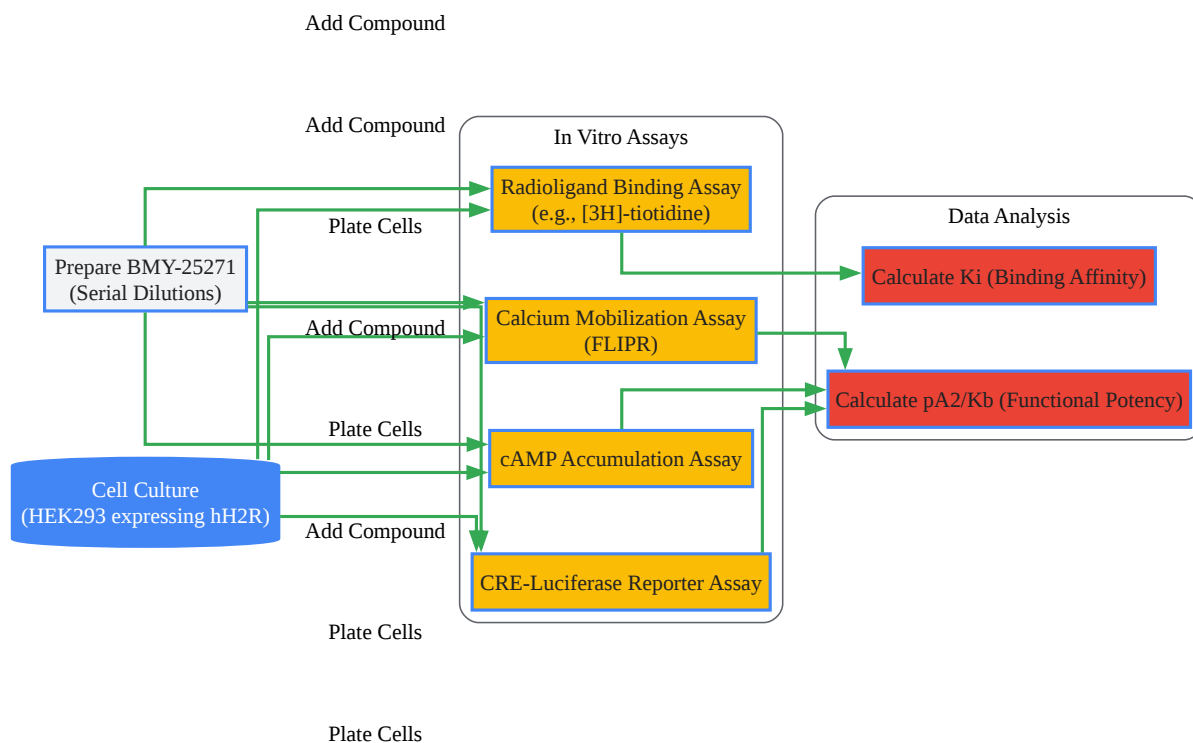 Add Compound
Add Compound
In Vitro Assays
Radioligand Binding Assay
(e.g., [3H]-tiotidine)
Plate Cells
Data Analysis
Prepare BMY-25271
(Serial Dilutions)
Calculate Ki (Binding Affinity)
Add Compound
Calcium Mobilization Assay
(FLIPR)
Calculate pA2/Kb (Functional Potency)
Plate Cells
cAMP Accumulation Assay
Cell Culture
(HEK293 expressing hH2R)
Add Compound
CRE-Luciferase Reporter Assay
Plate Cells
Plate Cells